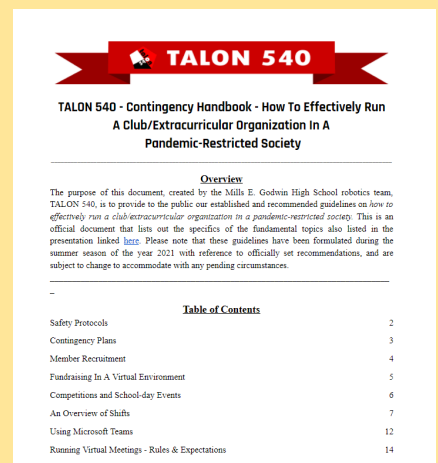 TALON 540
TALON 540 - Contingency Handbook - How To Effectively Run
A Club/Extracurricular Organization In A
Pandemic-Restricted Society
Overview
The purpose of this document, created by the Mills E. Godwin High School robotics team,
TALON 540, is to provide to the public our established and recommended guidelines on how to
effectively run a club/extracurricular organization in a pandemic-restricted society. This is an
official document that lists out the specifics of the fundamental topics also listed in the
presentation linked here. Please note that these guidelines have been formulated during the
summer season of the year 2021 with reference to officially set recommendations, and are
subject to change to accommodate with any pending circumstances.
Table of Contents
Safety Protocols 2
Contingency Plans 3
Member Recruitment 4
Fundraising In A Virtual Environment 5
Competitions and School-day Events 6
An Overview of Shifts 7
Using Microsoft Teams 12
Running Virtual Meetings - Rules & Expectations 14